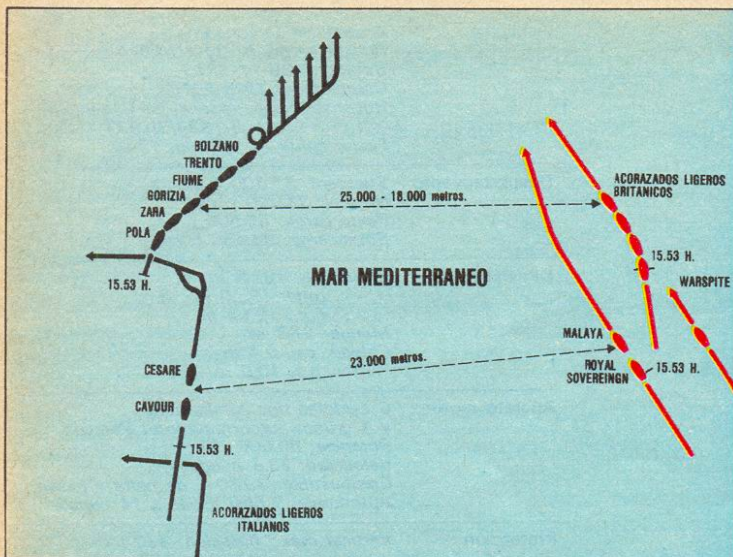 BOLZANO
TRENTO
FIUME
GORIZIA
ZARA
POLA
15.53 H.
25.000 - 18.000 metros.
ACORAZADOS LIGEROS
BRITANICOS
15.53 H.
WARSPITE
MAR MEDITERRANEO
MALAYA
ROYAL
SOVEREINGN
15.53 H.
CESARE
23.000 metros.
CAVOUR
15.53 H.
ACORAZADOS LIGEROS
ITALIANOS